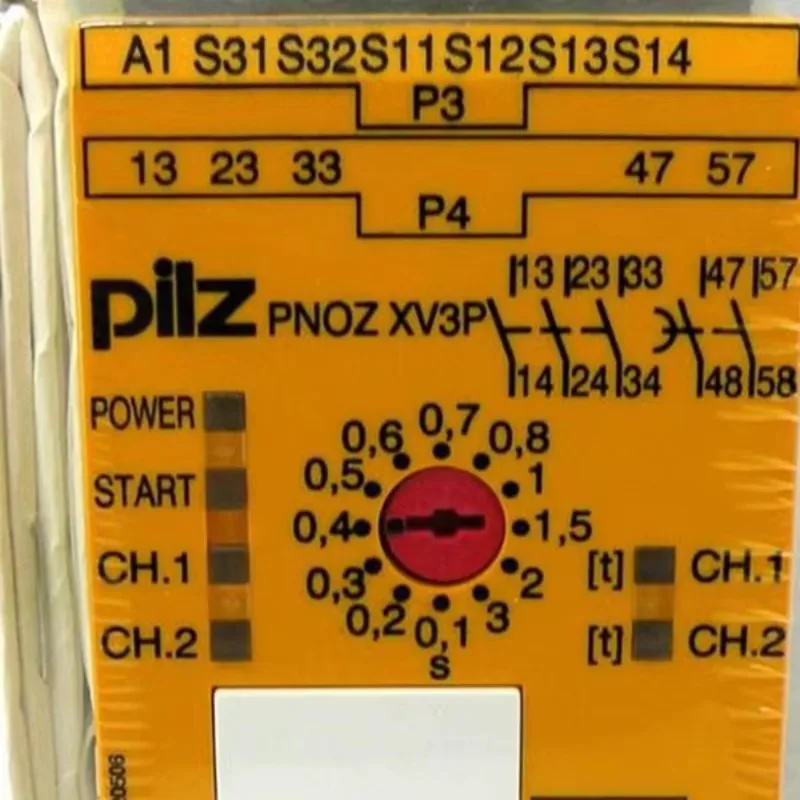 A1 S31 S32 S11 S12 S13 S14
P3
13 23 33 47 57
P4
13 23 33 47 57
pilz PNOZ XV3P
14 24 34 48 58
POWER
START
CH.1
CH.2
0,7
0,6 0,8
0,5 1
0,4 1,5
0,3 2
0,2 0,1 3
s
[t] CH.1
[t] CH.2